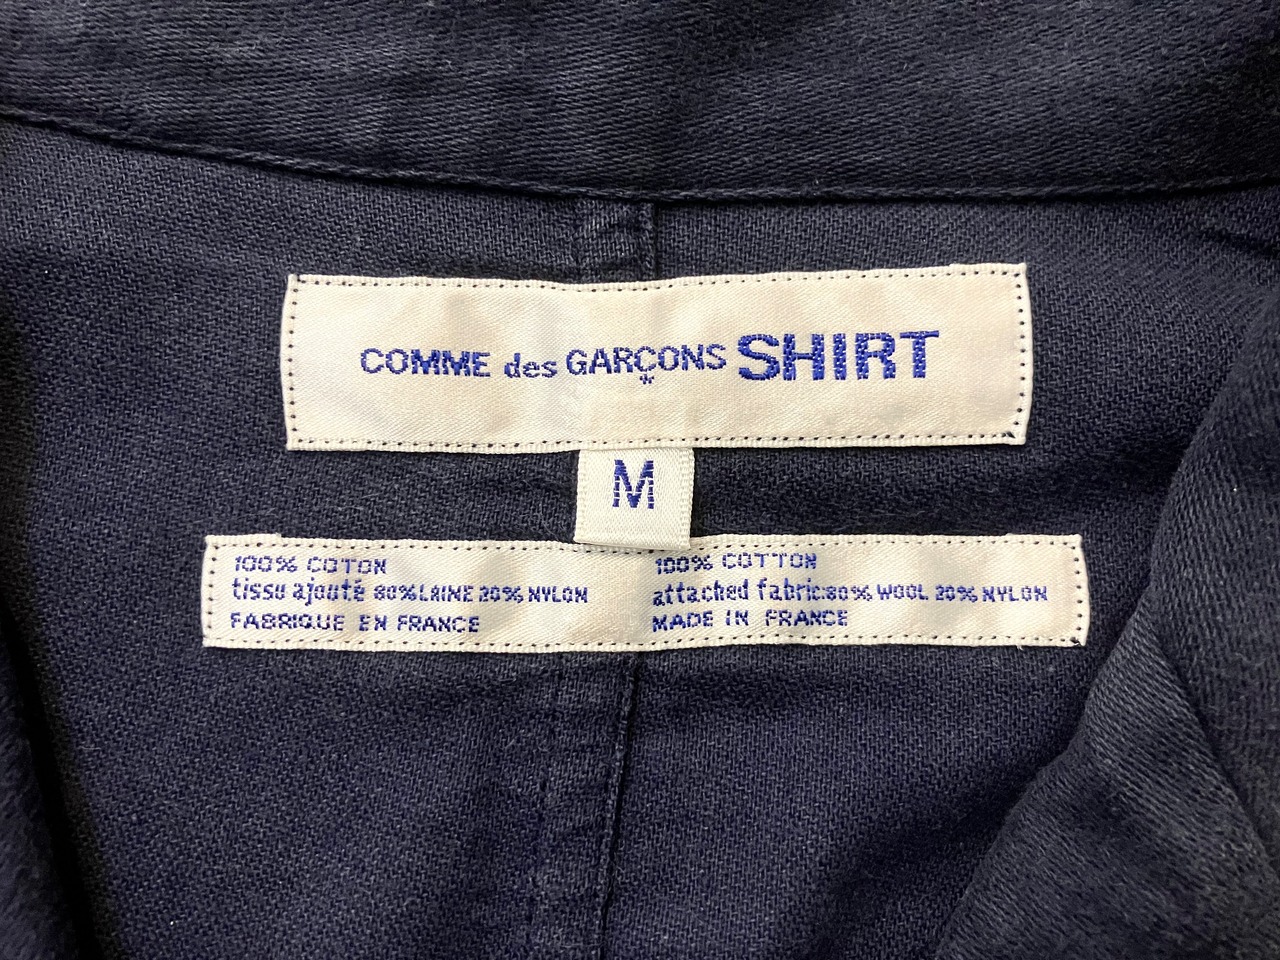 COMME des GARÇONS SHIRT
*
M
100% COTON
tissu ajouté 80% LAINE 20% NYLON
FABRIQUE EN FRANCE
100% COTTON
attached fabric:80% WOOL 20% NYLON
MADE IN FRANCE